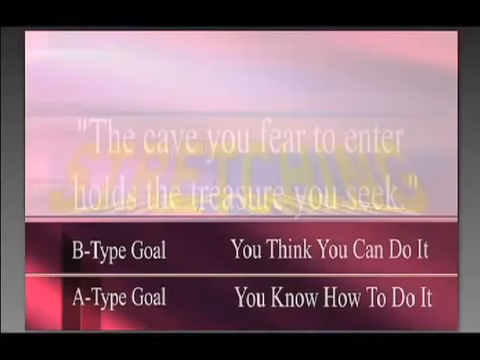 "The cave you fear to enter
STRETCHING
holds the treasure you seek."
B-Type Goal You Think You Can Do It
A-Type Goal You Know How To Do It